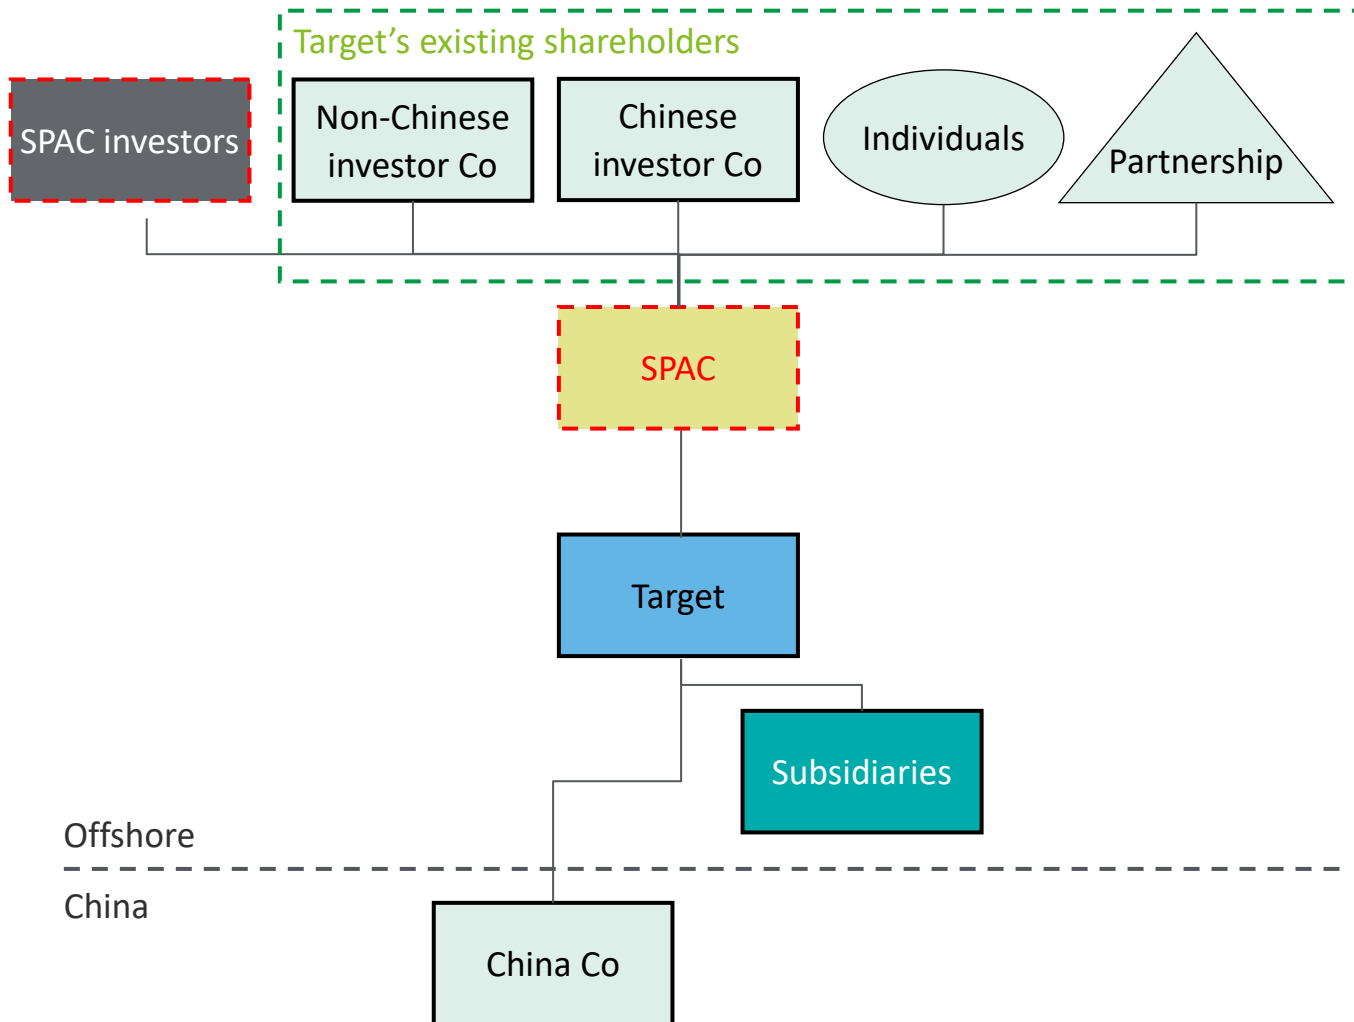 Target’s existing shareholders
SPAC investors
Non-Chinese
investor Co
Chinese
investor Co
Individuals
Partnership
SPAC
Target
Subsidiaries
Offshore
China
China Co